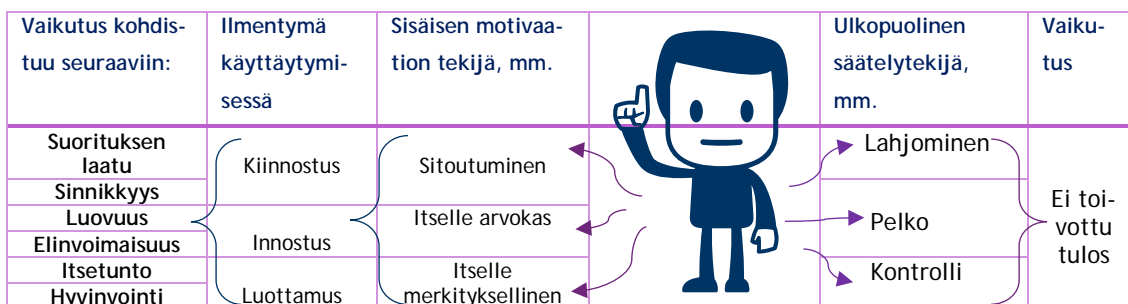 Vaikutus kohdis-
tuu seuraaviin:
Ilmentymä
käyttäytymi-
sessä
Sisäisen motivaa-
tion tekijä, mm.
Ulkopuolinen
säätelytekijä,
mm.
Vaiku-
tus
Suorituksen
laatu
Sinnikkyys
Luovuus
Elinvoimaisuus
Itsetunto
Hyvinvointi
Kiinnostus
Innostus
Luottamus
Sitoutuminen
Itselle arvokas
Itselle
merkityksellinen
Lahjominen
Pelko
Kontrolli
Ei toi-
vottu
tulos